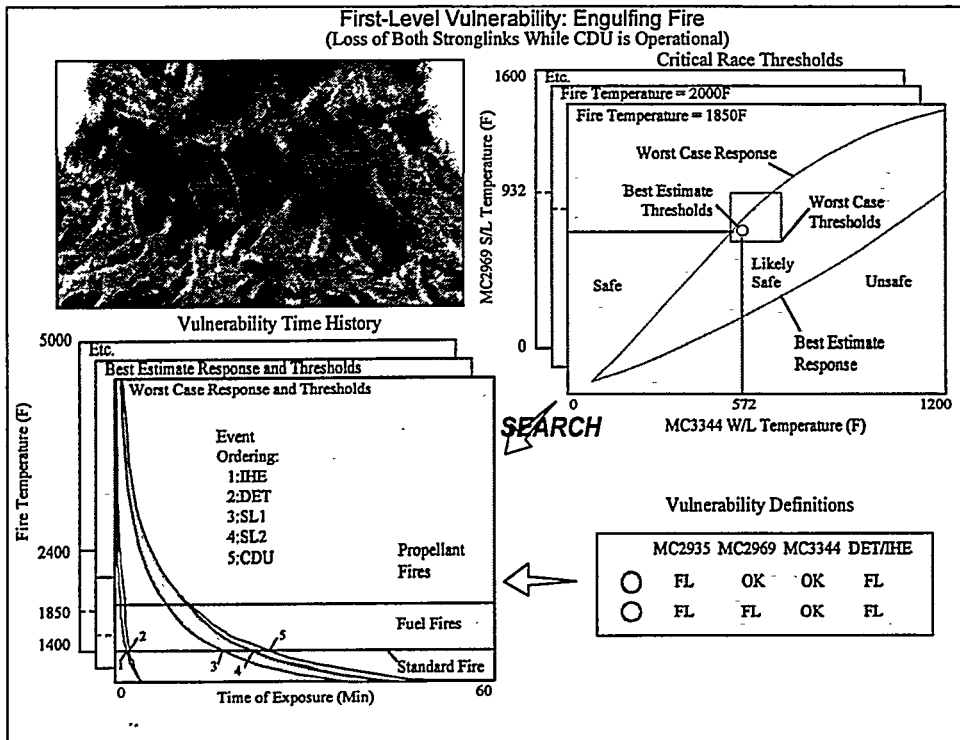 First-Level Vulnerability: Engulfing Fire
(Loss of Both Stronglinks While CDU is Operational)
Critical Race Thresholds
1600
Etc.
Fire Temperature = 2000F
Fire Temperature = 1850F
Worst Case Response
932
Best Estimate
Thresholds
Worst Case
Thresholds
MC2969 S/L Temperature (F)
Safe
Likely
Safe
Unsafe
Best Estimate
Response
0
0
572
1200
MC3344 W/L Temperature (F)
Vulnerability Time History
5000
Etc.
Best Estimate Response and Thresholds
Worst Case Response and Thresholds
SEARCH
Event
Ordering:
1;IHE
2;DET
3;SL1
4;SL2
5;CDU
Fire Temperature (F)
2400
Propellant
Fires
1850
Fuel Fires
1400
Standard Fire
1
2
3
4
5
0
60
Time of Exposure (Min)
Vulnerability Definitions
MC2935 MC2969 MC3344 DET/IHE
FL OK OK FL
FL FL OK FL